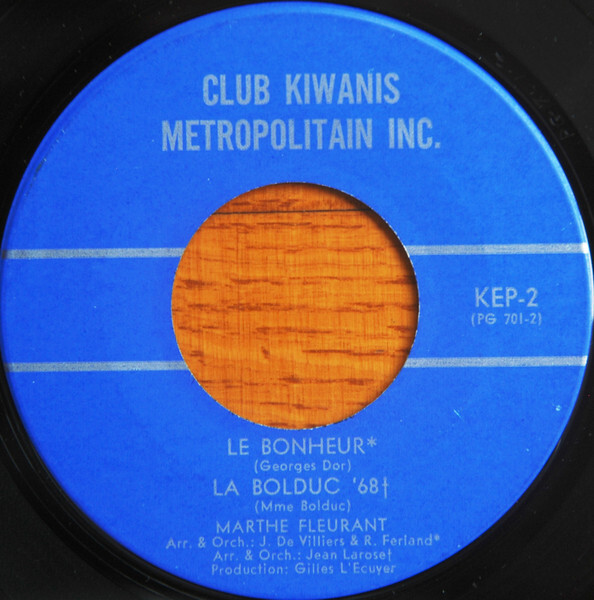 CLUB KIWANIS
METROPOLITAIN INC.
KEP-2
(PG 701-2)
LE BONHEUR*
(Georges Dor)
LA BOLDUC '68†
(Mme Bolduc)
MARTHE FLEURANT
Arr. & Orch.: J. De Villiers & R. Ferland*
Arr. & Orch.: Jean Larose†
Production: Gilles L'Ecuyer